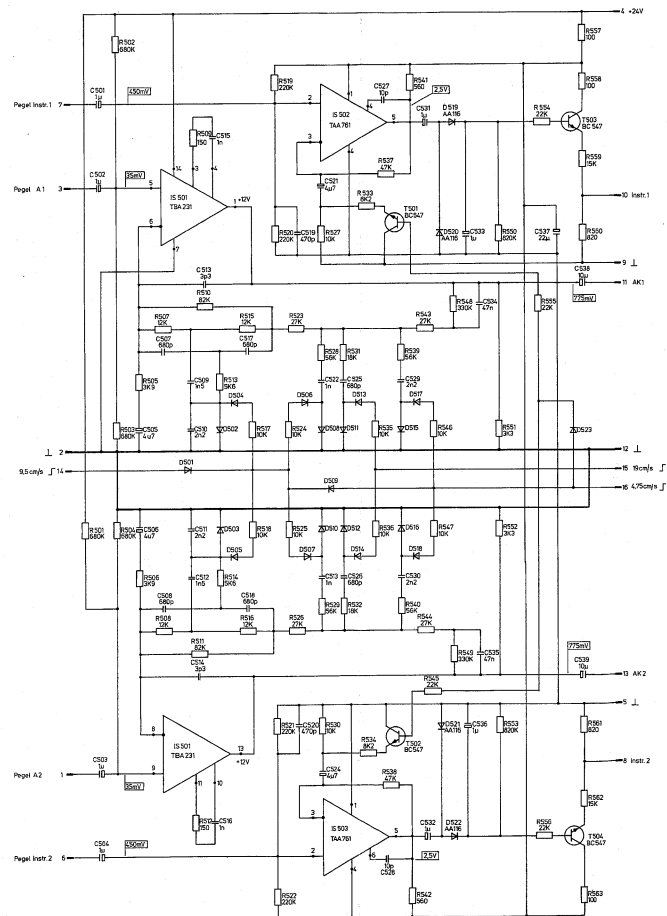 4 +24V
R502
680K
R557
100
C501
1µ
450mV
Pegel Instr.1 7
R519
220K
IS 502
TAA 761
C527
10p
R541
560
2,5V
C531
1µ
D519
AA116
R554
22K
R558
100
T503
BC 547
R509
150
C515
1n
C502
1µ
35mV
Pegel A1 3
IS 501
TBA 231
+12V
R537
47K
C521
4µ7
R533
8K2
T501
BC547
R559
15K
10 Instr.1
R520
220K
C519
470p
R527
10K
D520
AA116
C533
1µ
R550
820K
C537
22µ
R550
820
9 ⊥
C538
10µ
11 AK1
775mV
C513
3p3
R510
82K
R507
12K
R515
12K
R523
27K
R543
27K
R548
330K
C534
47n
R555
22K
C507
680p
C517
680p
R528
56K
R531
18K
R539
56K
R505
3K9
C509
1n5
R513
5K6
C522
1n
C525
680p
C529
2n2
D504
D506
D513
D517
R503
680K
C505
4µ7
C510
2n2
D502
R517
10K
R524
10K
D508
D511
R535
10K
D515
R546
10K
R551
3K3
D523
⊥ 2
12 ⊥
9,5cm/s 14
D501
15 19cm/s
D509
16 4,75cm/s
R501
680K
R504
680K
C506
4µ7
C511
2n2
D503
R518
10K
R525
10K
D510
D512
R536
10K
D516
R547
10K
R552
3K3
D505
D507
D514
D518
R506
3K9
C512
1n5
R514
5K6
C513
1n
C526
680p
C530
2n2
C508
680p
C518
680p
R529
56K
R532
18K
R540
56K
R508
12K
R516
12K
R526
27K
R544
27K
R511
82K
R549
330K
C535
47n
775mV
C539
10µ
13 AK2
C514
3p3
R545
22K
5 ⊥
IS 501
TBA 231
13
+12V
R521
220K
C520
470p
R530
10K
R534
8K2
T502
BC547
D521
AA116
C536
1µ
R553
820K
R561
820
8 Instr.2
C503
1µ
Pegel A2 1
35mV
C524
4µ7
R538
47K
R512
150
C516
1n
IS 503
TAA761
C532
1µ
D522
AA116
R556
22K
R562
15K
T504
BC547
C504
1µ
450mV
Pegel Instr.2 6
2,5V
10p
C528
R542
560
R522
220K
R563
100